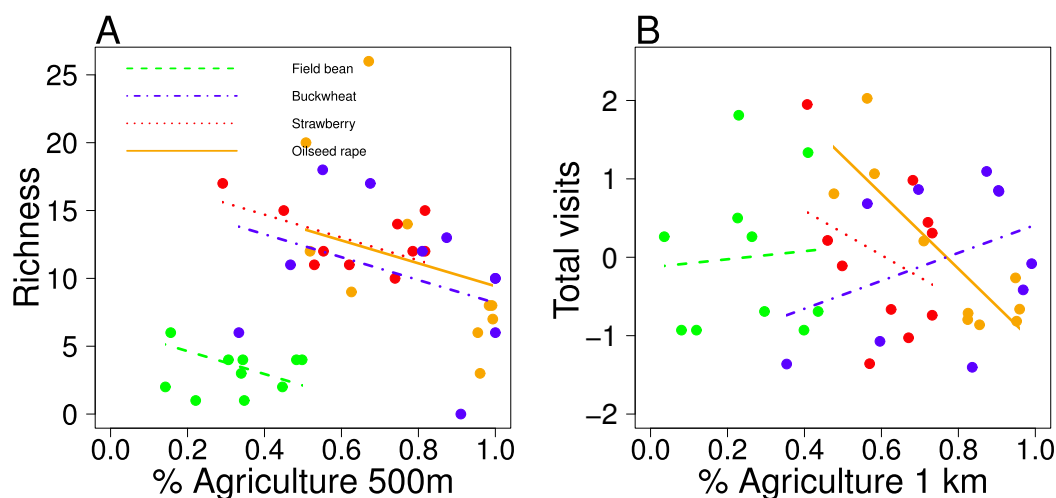 A
Richness
25
20
15
10
5
0
Field bean
Buckwheat
Strawberry
Oilseed rape
0.0 0.2 0.4 0.6 0.8 1.0
% Agriculture 500m
B
Total visits
2
1
0
−1
−2
0.0 0.2 0.4 0.6 0.8 1.0
% Agriculture 1 km